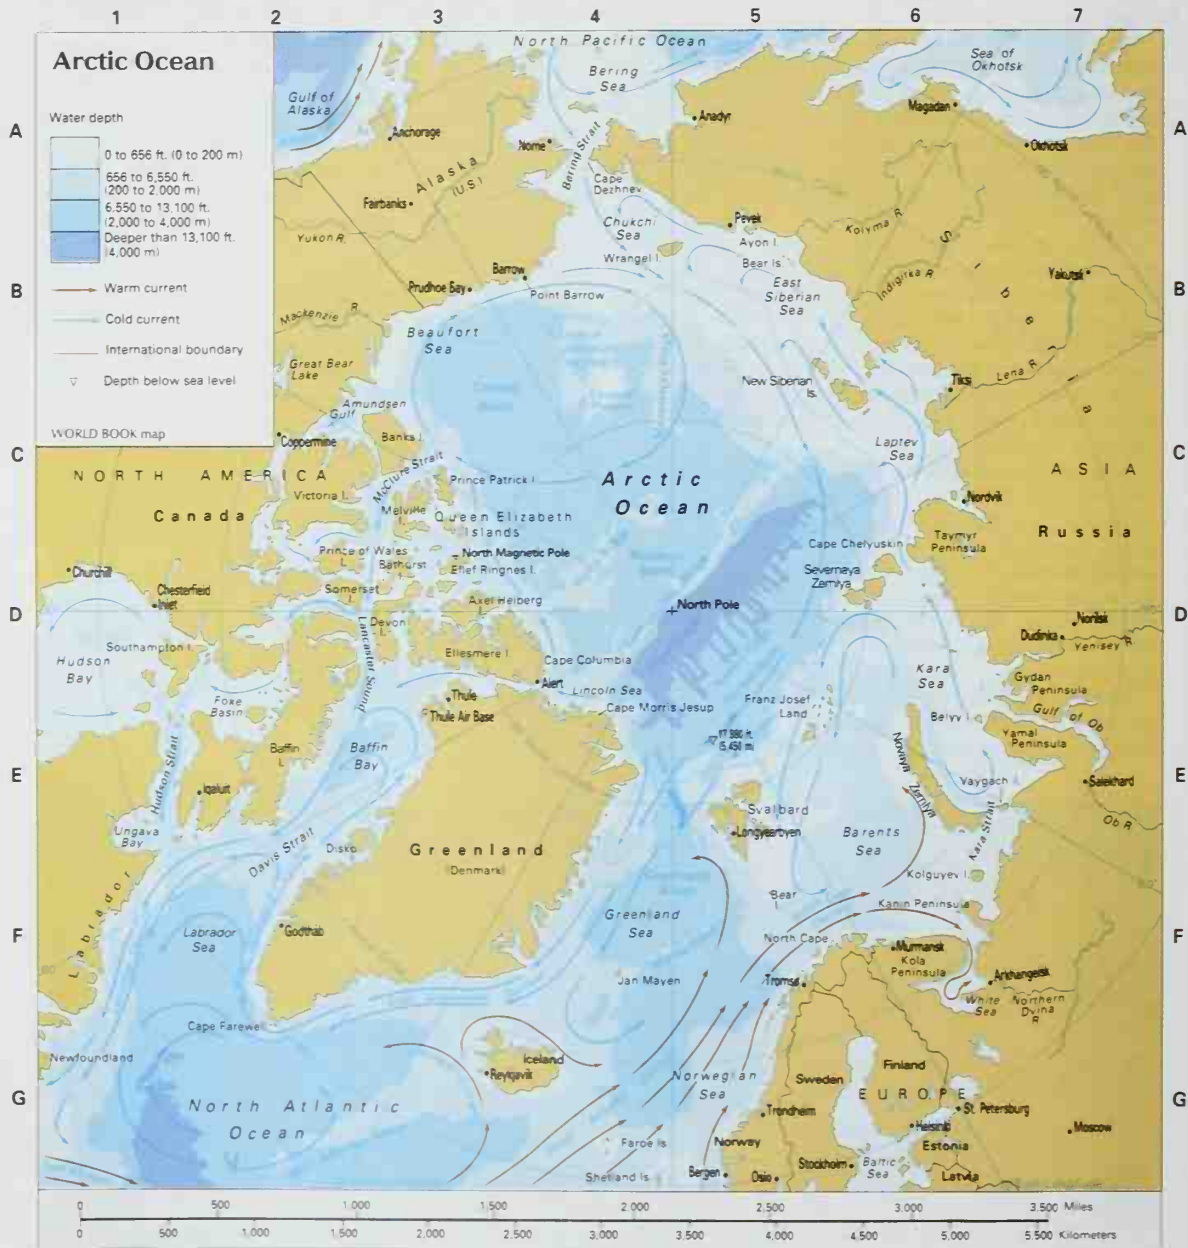 1 2 3 4 5 6 7
Arctic Ocean
Water depth
0 to 656 ft. (0 to 200 m)
656 to 6,550 ft.
(200 to 2,000 m)
6,550 to 13,100 ft.
(2,000 to 4,000 m)
Deeper than 13,100 ft.
(4,000 m)
Warm current
Cold current
International boundary
Depth below sea level
WORLD BOOK map
North Pacific Ocean
Bering
Sea
Sea of
Okhotsk
Gulf of
Alaska
Magadan
Anadyr
A
A
Anchorage
Nome
Bering Strait
Okhotsk
Alaska
(U.S.)
Cape
Dezhnev
Fairbanks
Chukchi
Sea
Pevek
Ayon I.
Kolyma R.
Siberia
Yukon R.
Wrangel I.
Bear Is.
Barrow
Indigirka R.
Yakutsk
B
B
Prudhoe Bay
Point Barrow
East
Siberian
Sea
Mackenzie R.
Beaufort
Sea
Great Bear
Lake
New Siberian
Is.
Tiksi
Lena R.
Amundsen
Gulf
Coppermine
Banks I.
Laptev
Sea
C
C
NORTH AMERICA
McClure Strait
Prince Patrick I.
Arctic
Ocean
ASIA
Victoria I.
Nordvik
Canada
Melville
I.
Queen Elizabeth
Islands
Russia
Prince of Wales
I.
Bathurst
I.
North Magnetic Pole
Ellef Ringnes I.
Cape Chelyuskin
Taymyr
Peninsula
Churchill
Chesterfield
Inlet
Somerset
I.
Axel Heiberg
I.
Severnaya
Zemlya
North Pole
D
D
Devon
I.
Norilsk
Dudinka
Yenisey R.
Southampton I.
Lancaster Sound
Ellesmere I.
Cape Columbia
Hudson
Bay
Alert
Lincoln Sea
Kara
Sea
Gydan
Peninsula
Foxe
Basin
Thule
Thule Air Base
Cape Morris Jesup
Franz Josef
Land
Belyy I.
Gulf of Ob
17,880 ft.
(5,450 m)
Yamal
Peninsula
Baffin
I.
Baffin
Bay
Novaya Zemlya
E
E
Hudson Strait
Iqaluit
Vaygach I.
Salekhard
Svalbard
Ob R.
Ungava
Bay
Davis Strait
Disko
Longyearbyen
Barents
Sea
Kara Strait
Greenland
(Denmark)
Kolguyev I.
Labrador
Bear
I.
Kanin Peninsula
Labrador
Sea
Godthab
Greenland
Sea
North Cape
F
F
Murmansk
Kola
Peninsula
Jan Mayen
Tromsø
Arkhangelsk
White
Sea
Northern
Dvina
R.
Cape Farewell
Newfoundland
Iceland
Reykjavik
Norwegian
Sea
Sweden
Finland
G
G
North Atlantic
Ocean
EUROPE
Trondheim
St. Petersburg
Helsinki
Moscow
Faroe Is.
Norway
Estonia
Shetland Is.
Bergen
Oslo
Stockholm
Baltic
Sea
Latvia
0 500 1,000 1,500 2,000 2,500 3,000 3,500 Miles
0 500 1,000 1,500 2,000 2,500 3,000 3,500 4,000 4,500 5,000 5,500 Kilometers